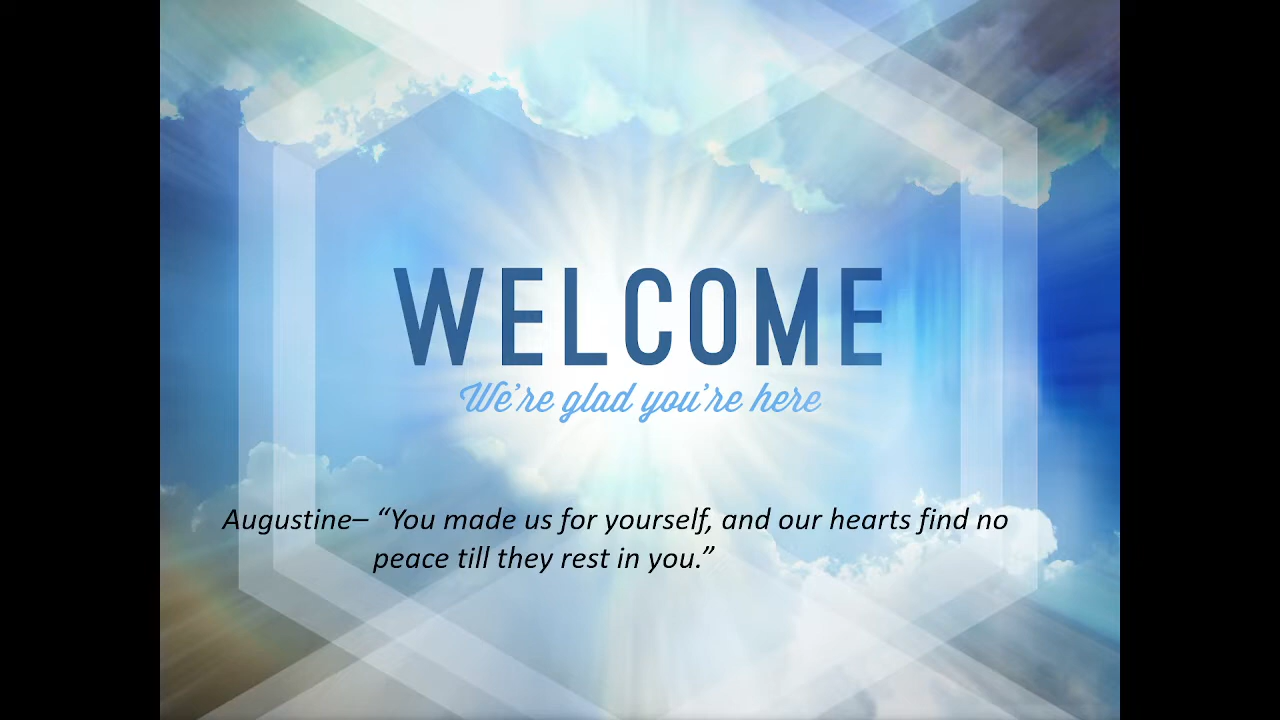 WELCOME
We're glad you're here
Augustine– “You made us for yourself, and our hearts find no
peace till they rest in you.”